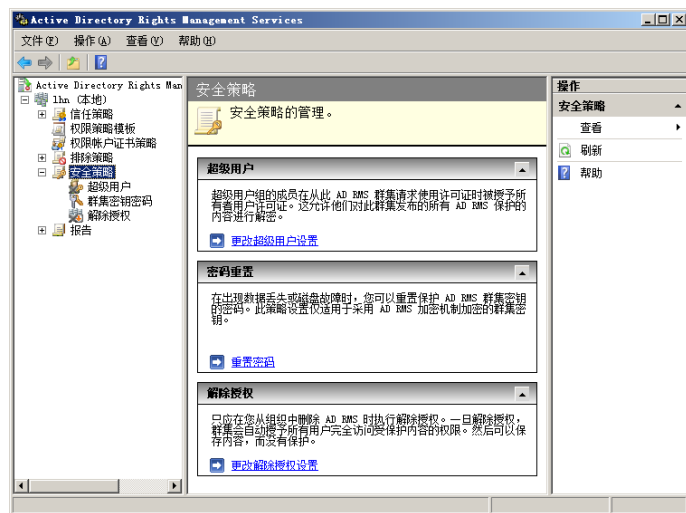 Active Directory Rights Management Services
文件(F) 操作(A) 查看(V) 帮助(H)
Active Directory Rights Man
lhn (本地)
信任策略
权限策略模板
权限帐户证书策略
排除策略
安全策略
超级用户
群集密钥密码
解除授权
报告
安全策略
安全策略的管理。
超级用户
超级用户组的成员在从此 AD RMS 群集请求使用许可证时被授予所
有者用户许可证。这允许他们对此群集发布的所有 AD RMS 保护的
内容进行解密。
更改超级用户设置
密码重置
在出现数据丢失或磁盘故障时，您可以重置保护 AD RMS 群集密钥
的密码。此策略设置仅适用于采用 AD RMS 加密机制加密的群集密
钥。
重置密码
解除授权
只应在您从组织中删除 AD RMS 时执行解除授权。一旦解除授权，
群集会自动授予所有用户完全访问受保护内容的权限。然后可以保
存内容，而没有保护。
更改解除授权设置
操作
安全策略
查看
刷新
帮助